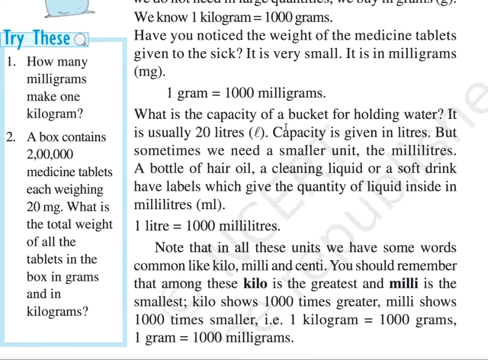 We know 1 kilogram = 1000 grams.
Try These
1. How many
milligrams
make one
kilogram?
2. A box contains
2,00,000
medicine tablets
each weighing
20 mg. What is
the total weight
of all the
tablets in the
box in grams
and in
kilograms?
Have you noticed the weight of the medicine tablets
given to the sick? It is very small. It is in milligrams
(mg).
1 gram = 1000 milligrams.
What is the capacity of a bucket for holding water? It
is usually 20 litres (ℓ). Capacity is given in litres. But
sometimes we need a smaller unit, the millilitres.
A bottle of hair oil, a cleaning liquid or a soft drink
have labels which give the quantity of liquid inside in
millilitres (ml).
1 litre = 1000 millilitres.
Note that in all these units we have some words
common like kilo, milli and centi. You should remember
that among these kilo is the greatest and milli is the
smallest; kilo shows 1000 times greater, milli shows
1000 times smaller, i.e. 1 kilogram = 1000 grams,
1 gram = 1000 milligrams.